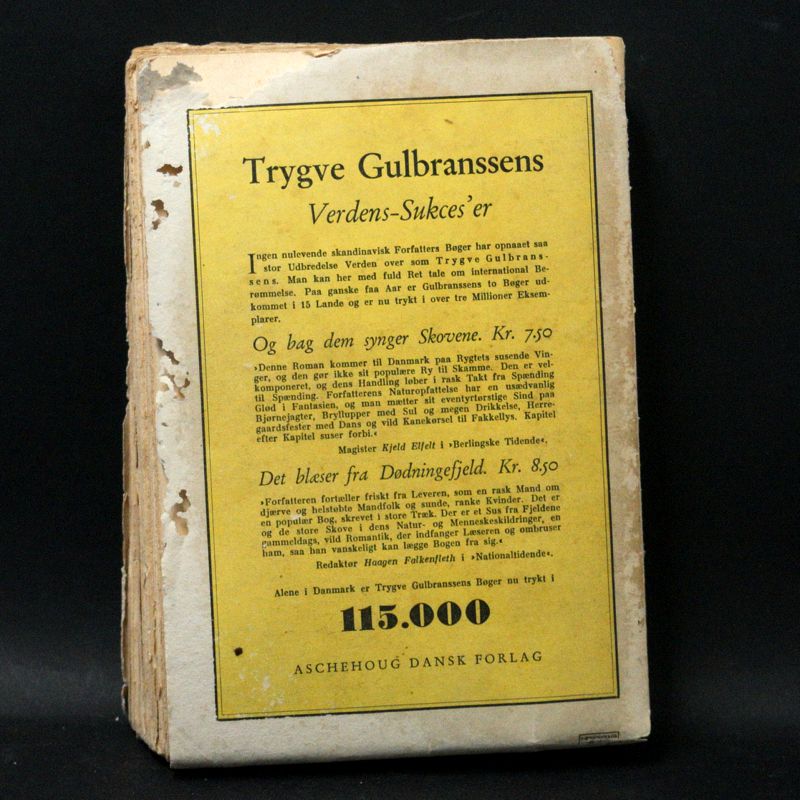 Trygve Gulbranssens
Verdens-Sukces'er
Ingen nulevende skandinavisk Forfatters Bøger har opnaaet saa
stor Udbredelse Verden over som Trygve Gulbrans-
sens. Man kan her med fuld Ret tale om international Be-
rømmelse. Paa ganske faa Aar er Gulbranssens to Bøger ud-
kommet i 15 Lande og er nu trykt i over tre Millioner Eksem-
plarer.
Og bag dem synger Skovene. Kr. 7.50
»Denne Roman kommer til Danmark paa Rygtets susende Vin-
ger, og den gør ikke sit populære Ry til Skamme. Den er vel-
komponeret, og dens Handling løber i rask Takt fra Spænding
til Spænding. Forfatterens Naturopfattelse har en usædvanlig
Glød i Fantasien, og man mætter sit eventyrtørstige Sind paa
Bjørnejagter, Bryllupper med Sul og megen Drikkelse, Herre-
gaardsfester med Dans og vild Kanekørsel til Fakkellys. Kapitel
efter Kapitel suser forbi.«
Magister Kjeld Elfelt i »Berlingske Tidende«.
Det blæser fra Dødningefjeld. Kr. 8.50
»Forfatteren fortæller friskt fra Leveren, som en rask Mand om
djærve og helstøbte Mandfolk og sunde, ranke Kvinder. Det er
en populær Bog, skrevet i store Træk. Der er et Sus fra Fjeldene
og de store Skove i dens Natur- og Menneskeskildringer, en
gammeldags, vild Romantik, der indfanger Læseren og ombruser
ham, saa han vanskeligt kan lægge Bogen fra sig.«
Redaktør Haagen Falkenfleth i »Nationaltidende«.
Alene i Danmark er Trygve Gulbranssens Bøger nu trykt i
115.000
ASCHEHOUG DANSK FORLAG